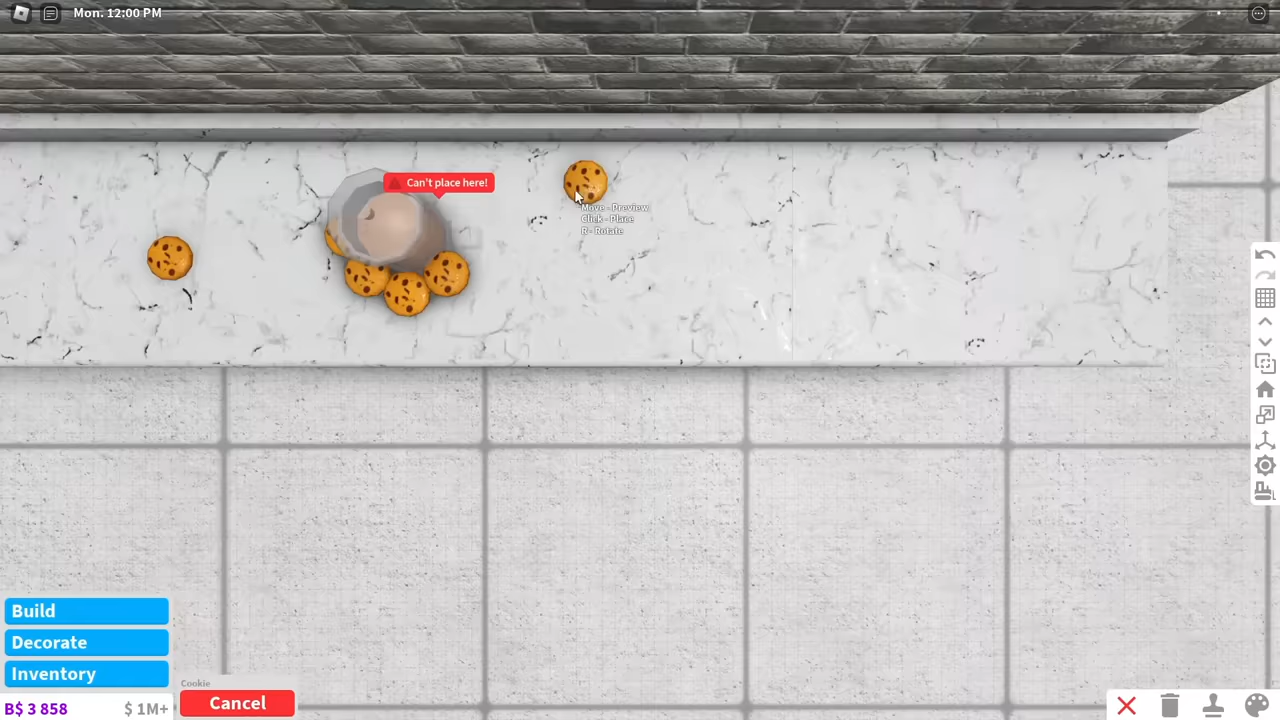 Mon. 12:00 PM
Can't place here!
Move - Preview
Click - Place
R - Rotate
Build
Decorate
Inventory
Cookie
Cancel
B$ 3 858
$ 1M+